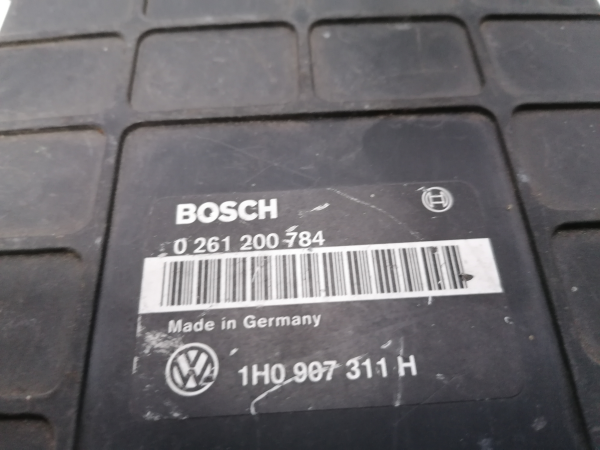 BOSCH
0 261 200 784
Made in Germany
1H0 907 311 H